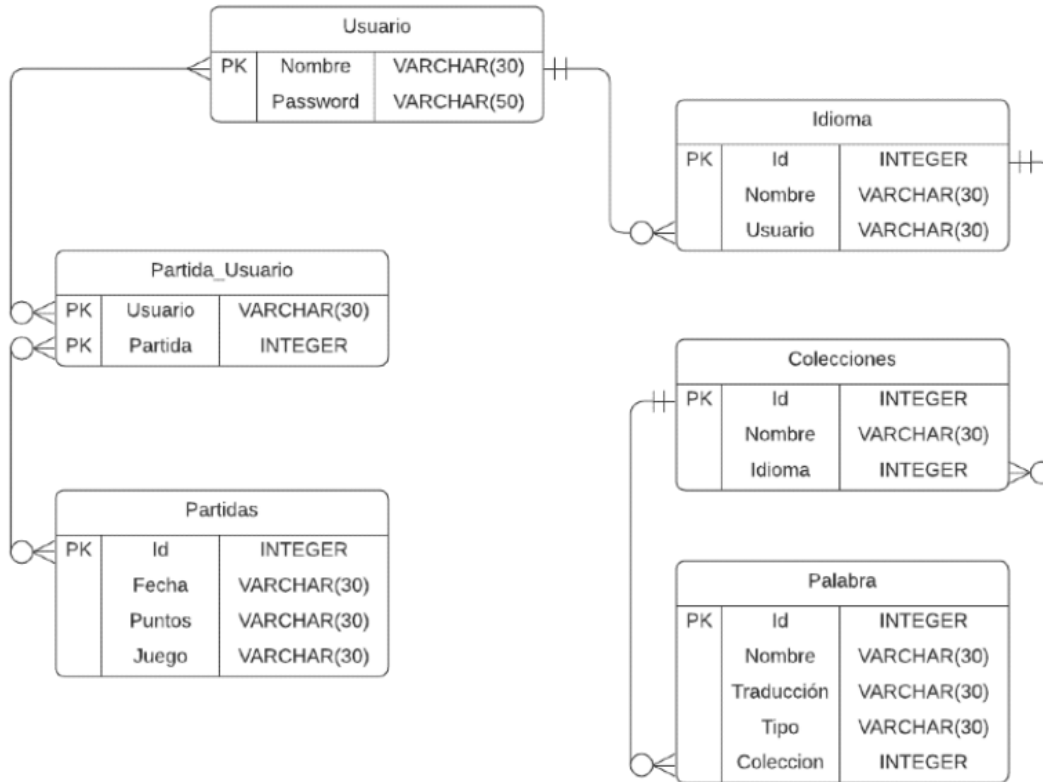 Usuario
PK Nombre VARCHAR(30)
Password VARCHAR(50)
Idioma
PK Id INTEGER
Nombre VARCHAR(30)
Usuario VARCHAR(30)
Partida_Usuario
PK Usuario VARCHAR(30)
PK Partida INTEGER
Colecciones
PK Id INTEGER
Nombre VARCHAR(30)
Idioma INTEGER
Partidas
PK Id INTEGER
Fecha VARCHAR(30)
Puntos VARCHAR(30)
Juego VARCHAR(30)
Palabra
PK Id INTEGER
Nombre VARCHAR(30)
Traducción VARCHAR(30)
Tipo VARCHAR(30)
Coleccion INTEGER